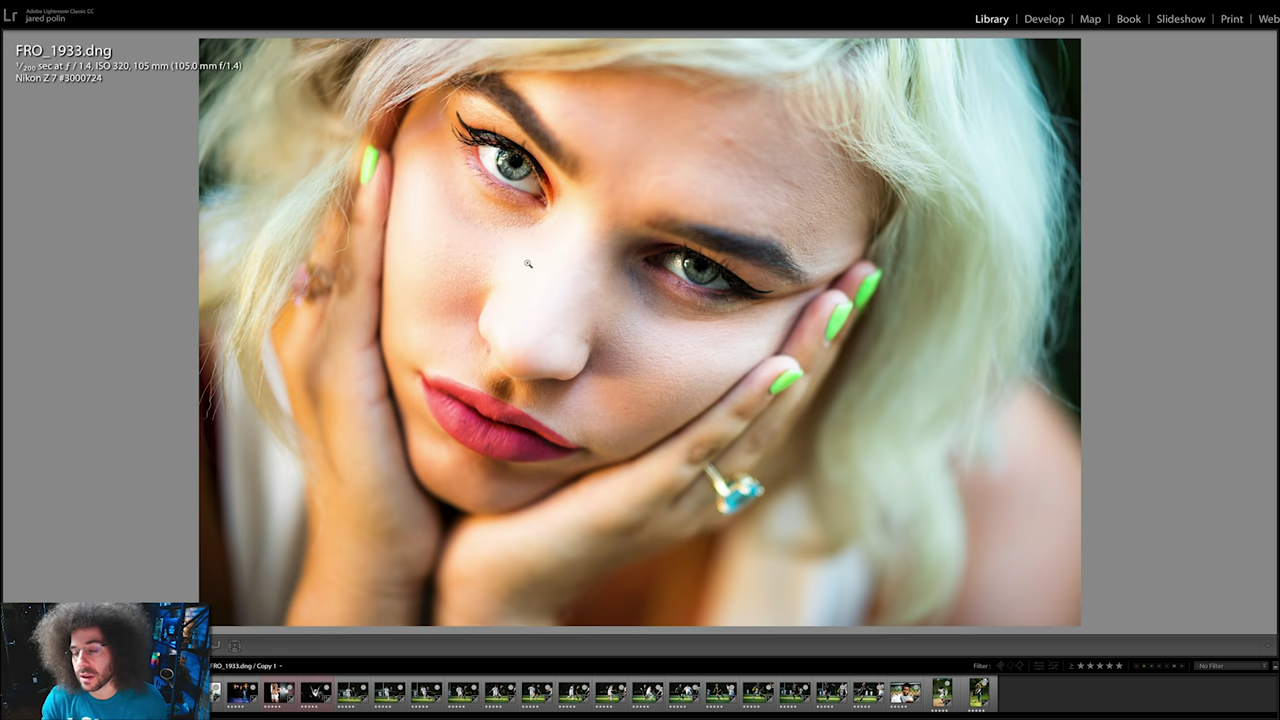 Lr
Adobe Lightroom Classic CC
jared polin
Library | Develop | Map | Book | Slideshow | Print | Web
FRO_1933.dng
1/200 sec at ƒ / 1.4, ISO 320, 105 mm (105.0 mm f/1.4)
Nikon Z 7 #3000724
FRO_1933.dng / Copy 1
Filter:
No Filter